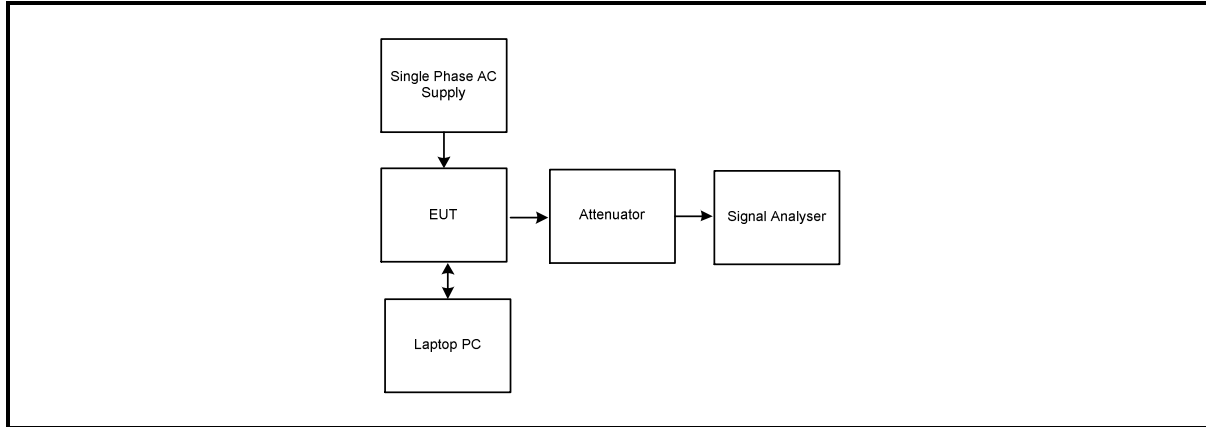 Single Phase AC
Supply
EUT
Attenuator
Signal Analyser
Laptop PC